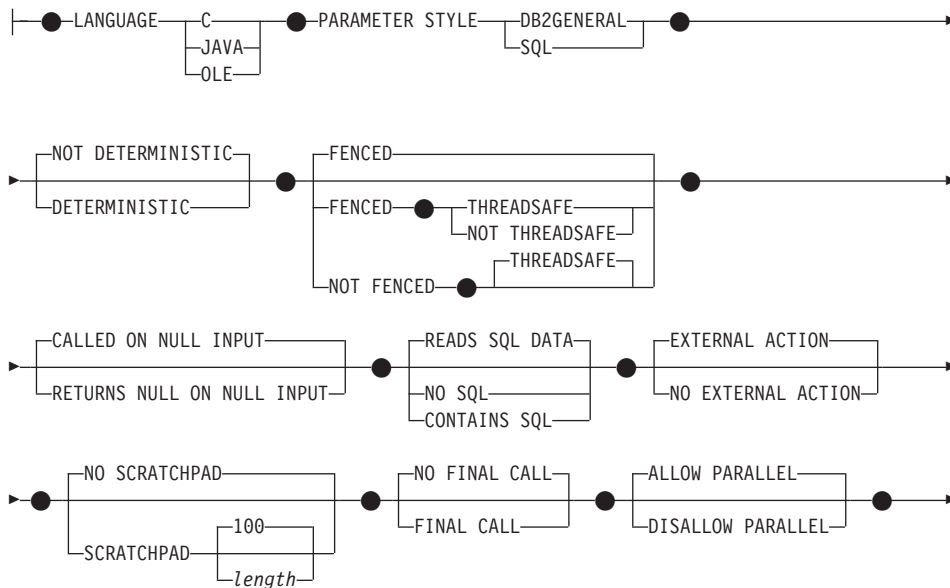 LANGUAGE C PARAMETER STYLE DB2GENERAL
JAVA SQL
OLE
NOT DETERMINISTIC FENCED
DETERMINISTIC FENCED THREADSAFE
NOT THREADSAFE
THREADSAFE
NOT FENCED
CALLED ON NULL INPUT READS SQL DATA EXTERNAL ACTION
RETURNS NULL ON NULL INPUT NO SQL NO EXTERNAL ACTION
CONTAINS SQL
NO SCRATCHPAD NO FINAL CALL ALLOW PARALLEL
100 FINAL CALL DISALLOW PARALLEL
SCRATCHPAD
length